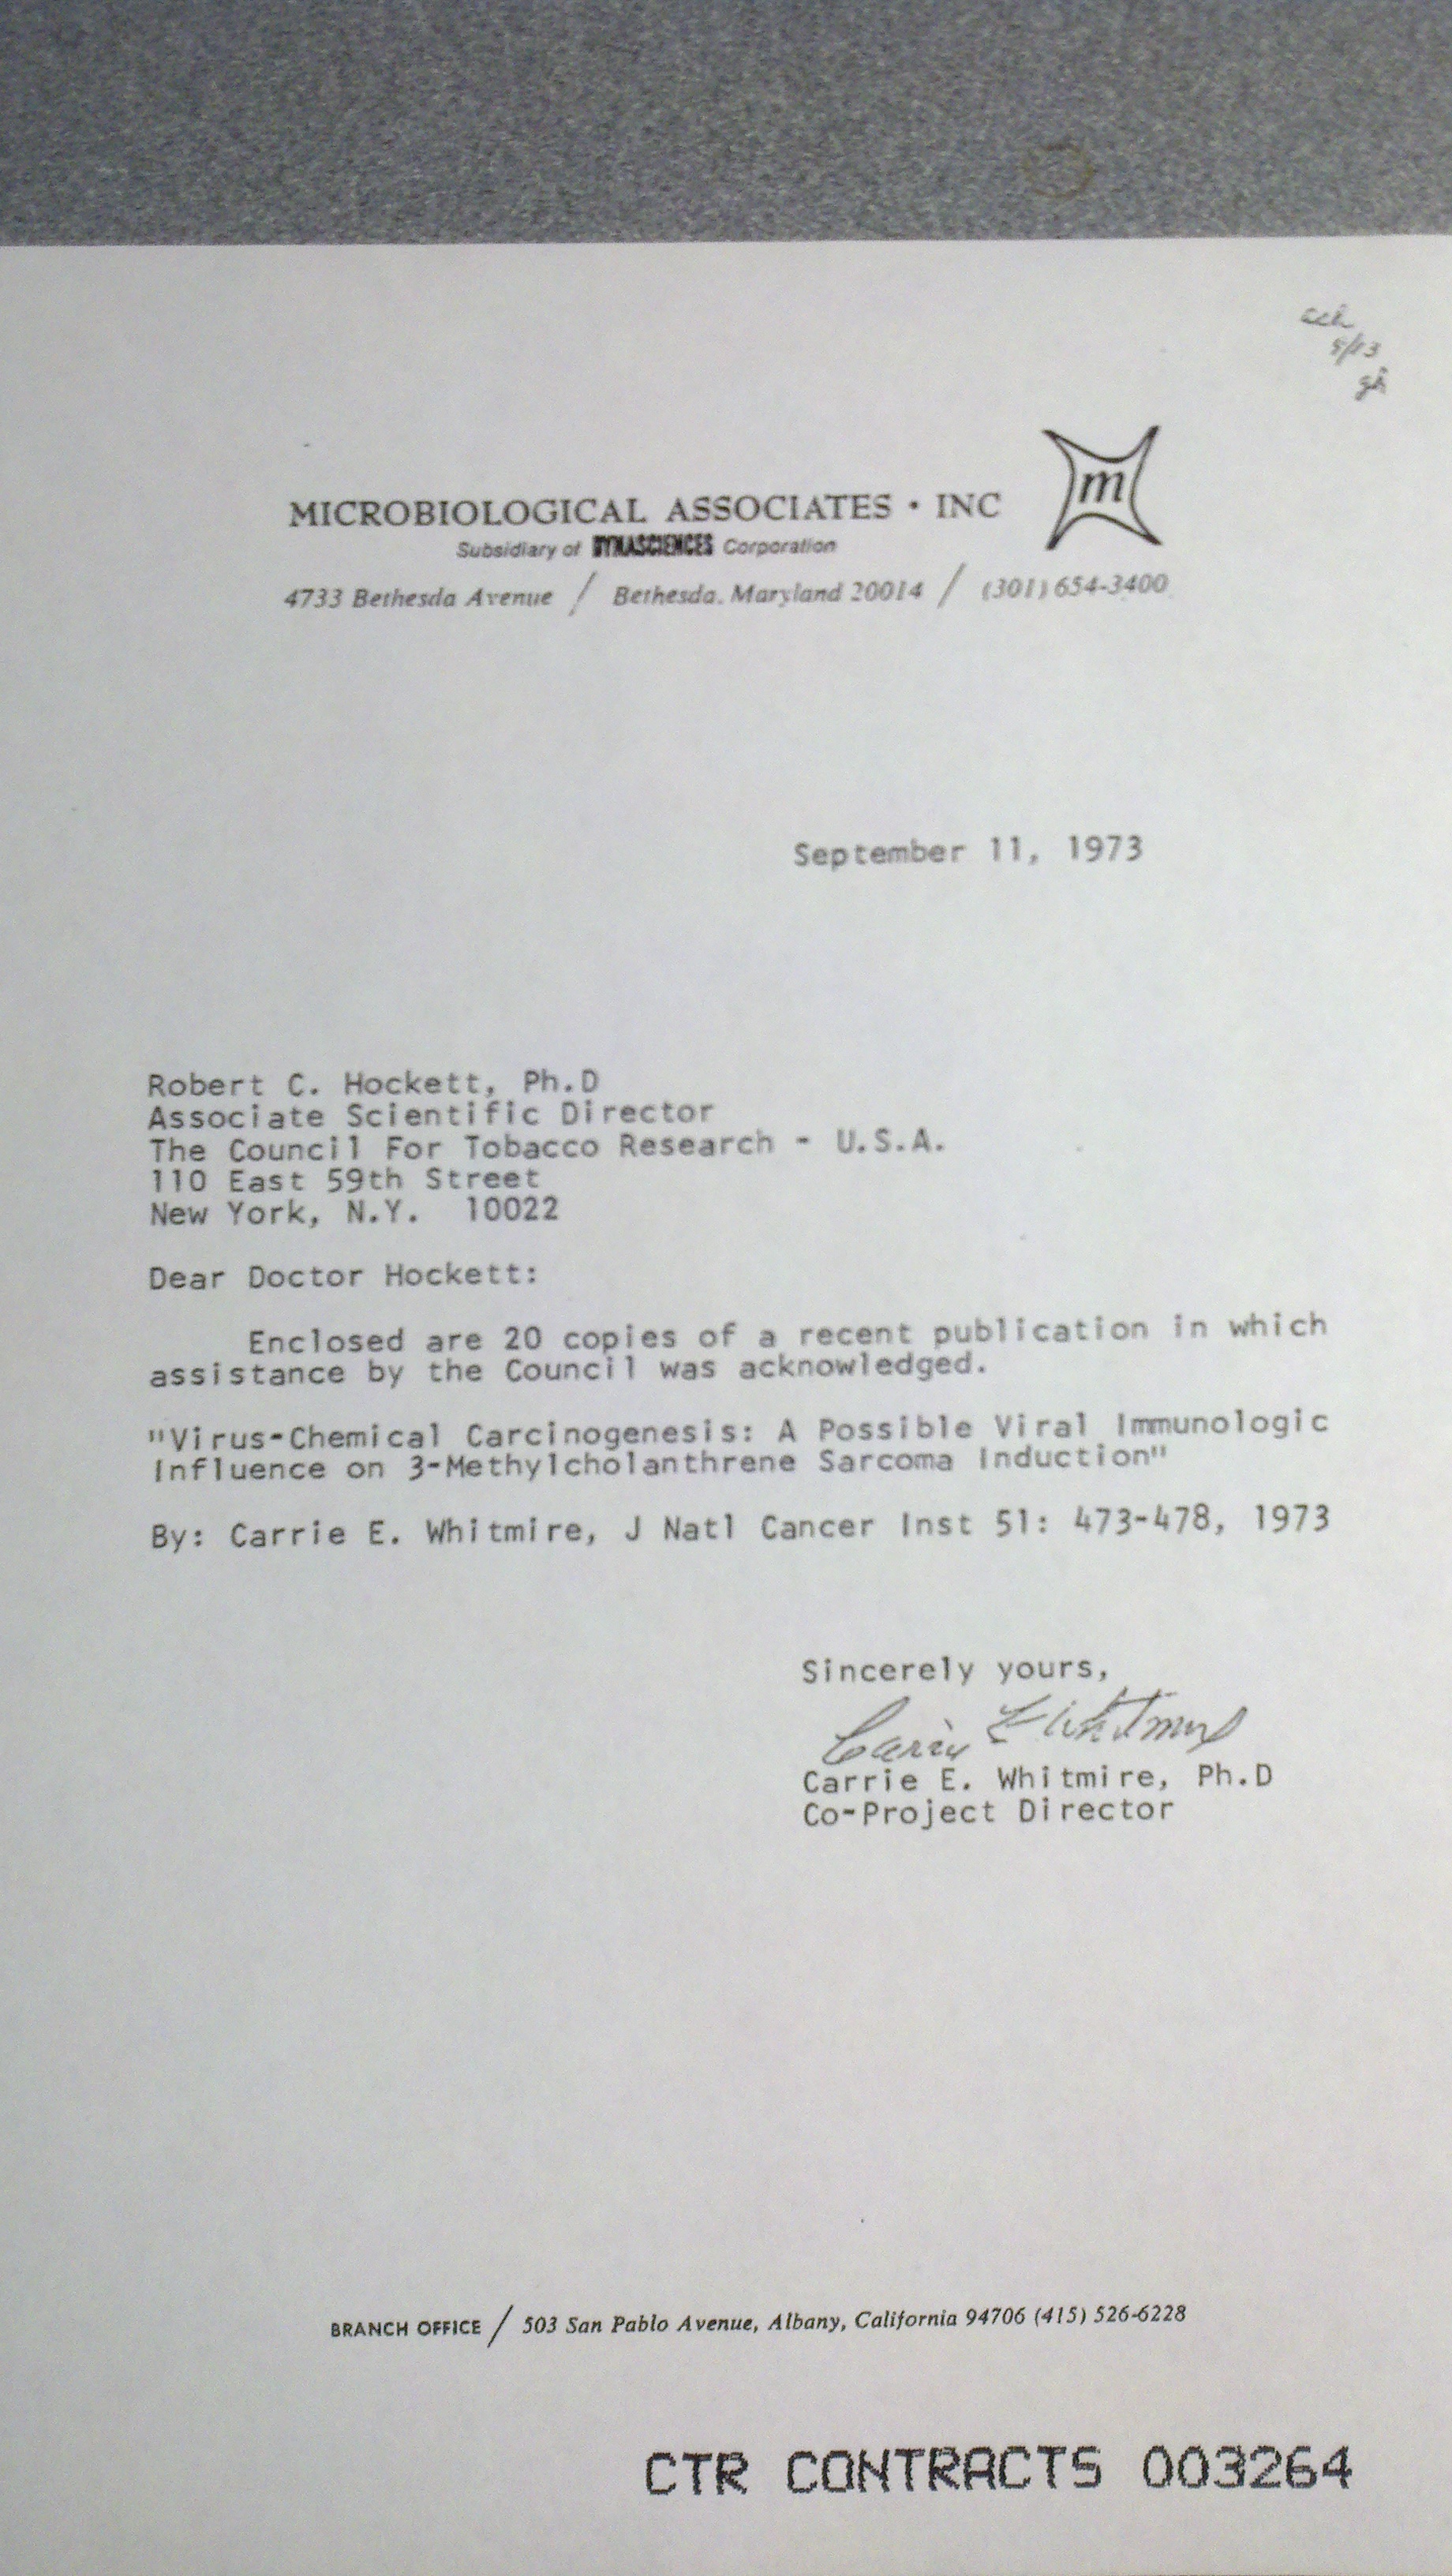 ack
9/13
m
MICROBIOLOGICAL ASSOCIATES • INC
Subsidiary of DYNASCIENCES Corporation
4733 Bethesda Avenue / Bethesda, Maryland 20014 / (301) 654-3400
September 11, 1973
Robert C. Hockett, Ph.D
Associate Scientific Director
The Council For Tobacco Research - U.S.A.
110 East 59th Street
New York, N.Y. 10022
Dear Doctor Hockett:
Enclosed are 20 copies of a recent publication in which
assistance by the Council was acknowledged.
"Virus-Chemical Carcinogenesis: A Possible Viral Immunologic
Influence on 3-Methylcholanthrene Sarcoma Induction"
By: Carrie E. Whitmire, J Natl Cancer Inst 51: 473-478, 1973
Sincerely yours,
Carrie E Whitmire
Carrie E. Whitmire, Ph.D
Co-Project Director
BRANCH OFFICE / 503 San Pablo Avenue, Albany, California 94706 (415) 526-6228
CTR CONTRACTS 003264